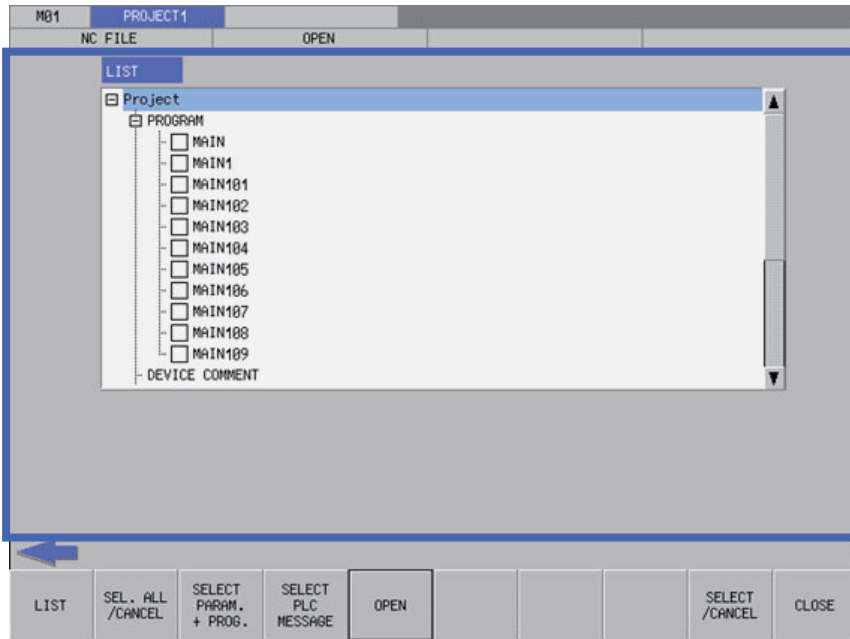 M01 PROJECT1
NC FILE OPEN
LIST
Project
PROGRAM
MAIN
MAIN1
MAIN101
MAIN102
MAIN103
MAIN104
MAIN105
MAIN106
MAIN107
MAIN108
MAIN109
DEVICE COMMENT
LIST
SEL. ALL
/CANCEL
SELECT
PARAM.
+ PROG.
SELECT
PLC
MESSAGE
OPEN
SELECT
/CANCEL
CLOSE